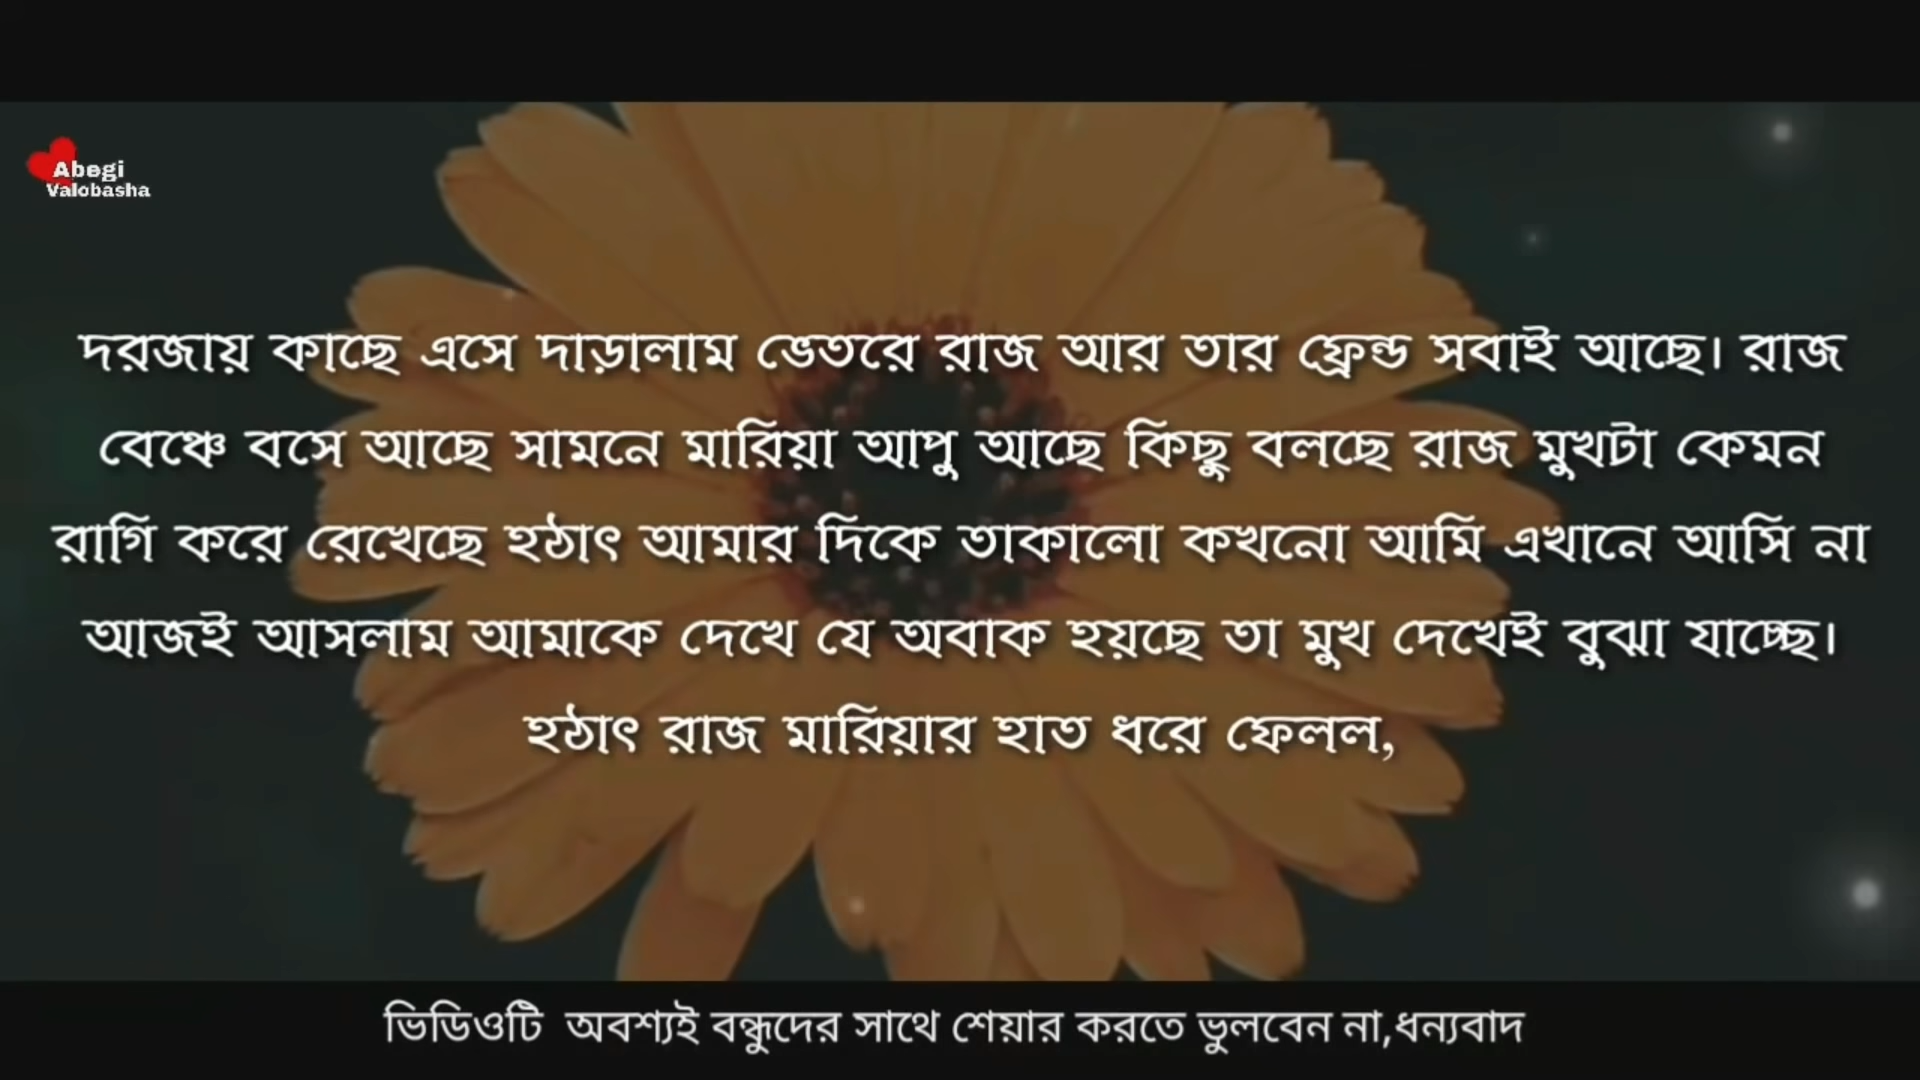 Abegi
Valobasha
দরজায় কাছে এসে দাড়ালাম ভেতরে রাজ আর তার ফ্রেন্ড সবাই আছে। রাজ
বেঞ্চে বসে আছে সামনে মারিয়া আপু আছে কিছু বলছে রাজ মুখটা কেমন
রাগি করে রেখেছে হঠাৎ আমার দিকে তাকালো কখনো আমি এখানে আসি না
আজই আসলাম আমাকে দেখে যে অবাক হয়ছে তা মুখ দেখেই বুঝা যাচ্ছে।
হঠাৎ রাজ মারিয়ার হাত ধরে ফেলল,
ভিডিওটি অবশ্যই বন্ধুদের সাথে শেয়ার করতে ভুলবেন না,ধন্যবাদ